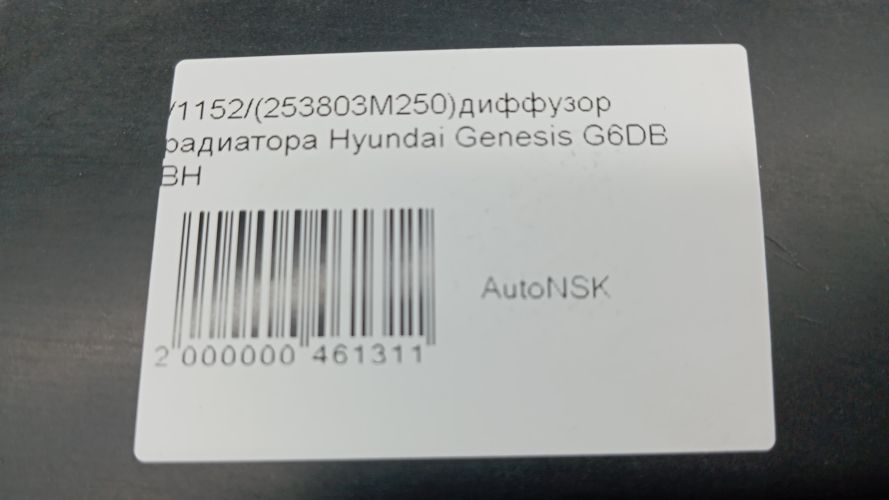 /1152/(253803M250)диффузор
радиатора Hyundai Genesis G6DB
BH
AutoNSK
2 000000 461311